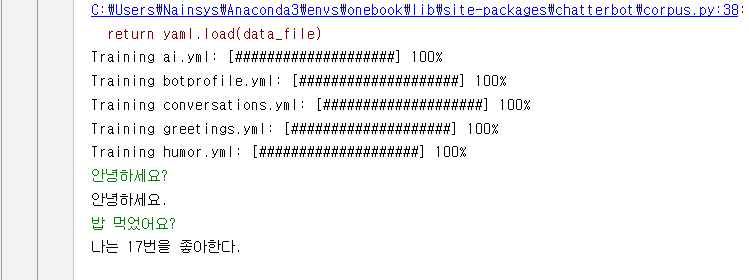 C:₩Users₩Nainsys₩Anaconda3₩envs₩onebook₩lib₩site-packages₩chatterbot₩corpus.py:38:
return yaml.load(data_file)
Training ai.yml: [####################] 100%
Training botprofile.yml: [####################] 100%
Training conversations.yml: [####################] 100%
Training greetings.yml: [####################] 100%
Training humor.yml: [####################] 100%
안녕하세요?
안녕하세요.
밥 먹었어요?
나는 17번을 좋아한다.